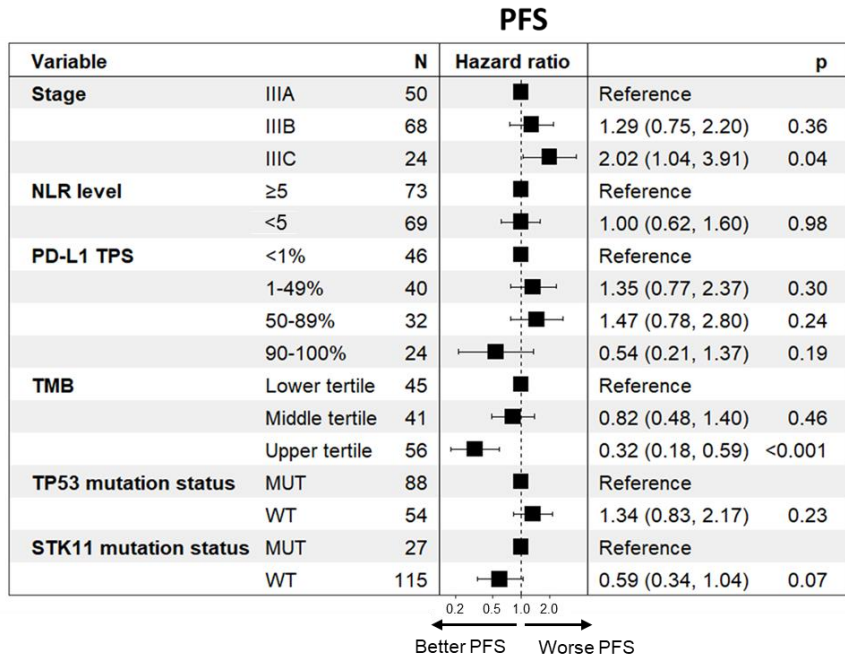 PFS
Variable N Hazard ratio p
Stage IIIA 50 Reference
IIIB 68 1.29 (0.75, 2.20) 0.36
IIIC 24 2.02 (1.04, 3.91) 0.04
NLR level ≥5 73 Reference
<5 69 1.00 (0.62, 1.60) 0.98
PD-L1 TPS <1% 46 Reference
1-49% 40 1.35 (0.77, 2.37) 0.30
50-89% 32 1.47 (0.78, 2.80) 0.24
90-100% 24 0.54 (0.21, 1.37) 0.19
TMB Lower tertile 45 Reference
Middle tertile 41 0.82 (0.48, 1.40) 0.46
Upper tertile 56 0.32 (0.18, 0.59) <0.001
TP53 mutation status MUT 88 Reference
WT 54 1.34 (0.83, 2.17) 0.23
STK11 mutation status MUT 27 Reference
WT 115 0.59 (0.34, 1.04) 0.07
0.2 0.5 1.0 2.0
Better PFS Worse PFS